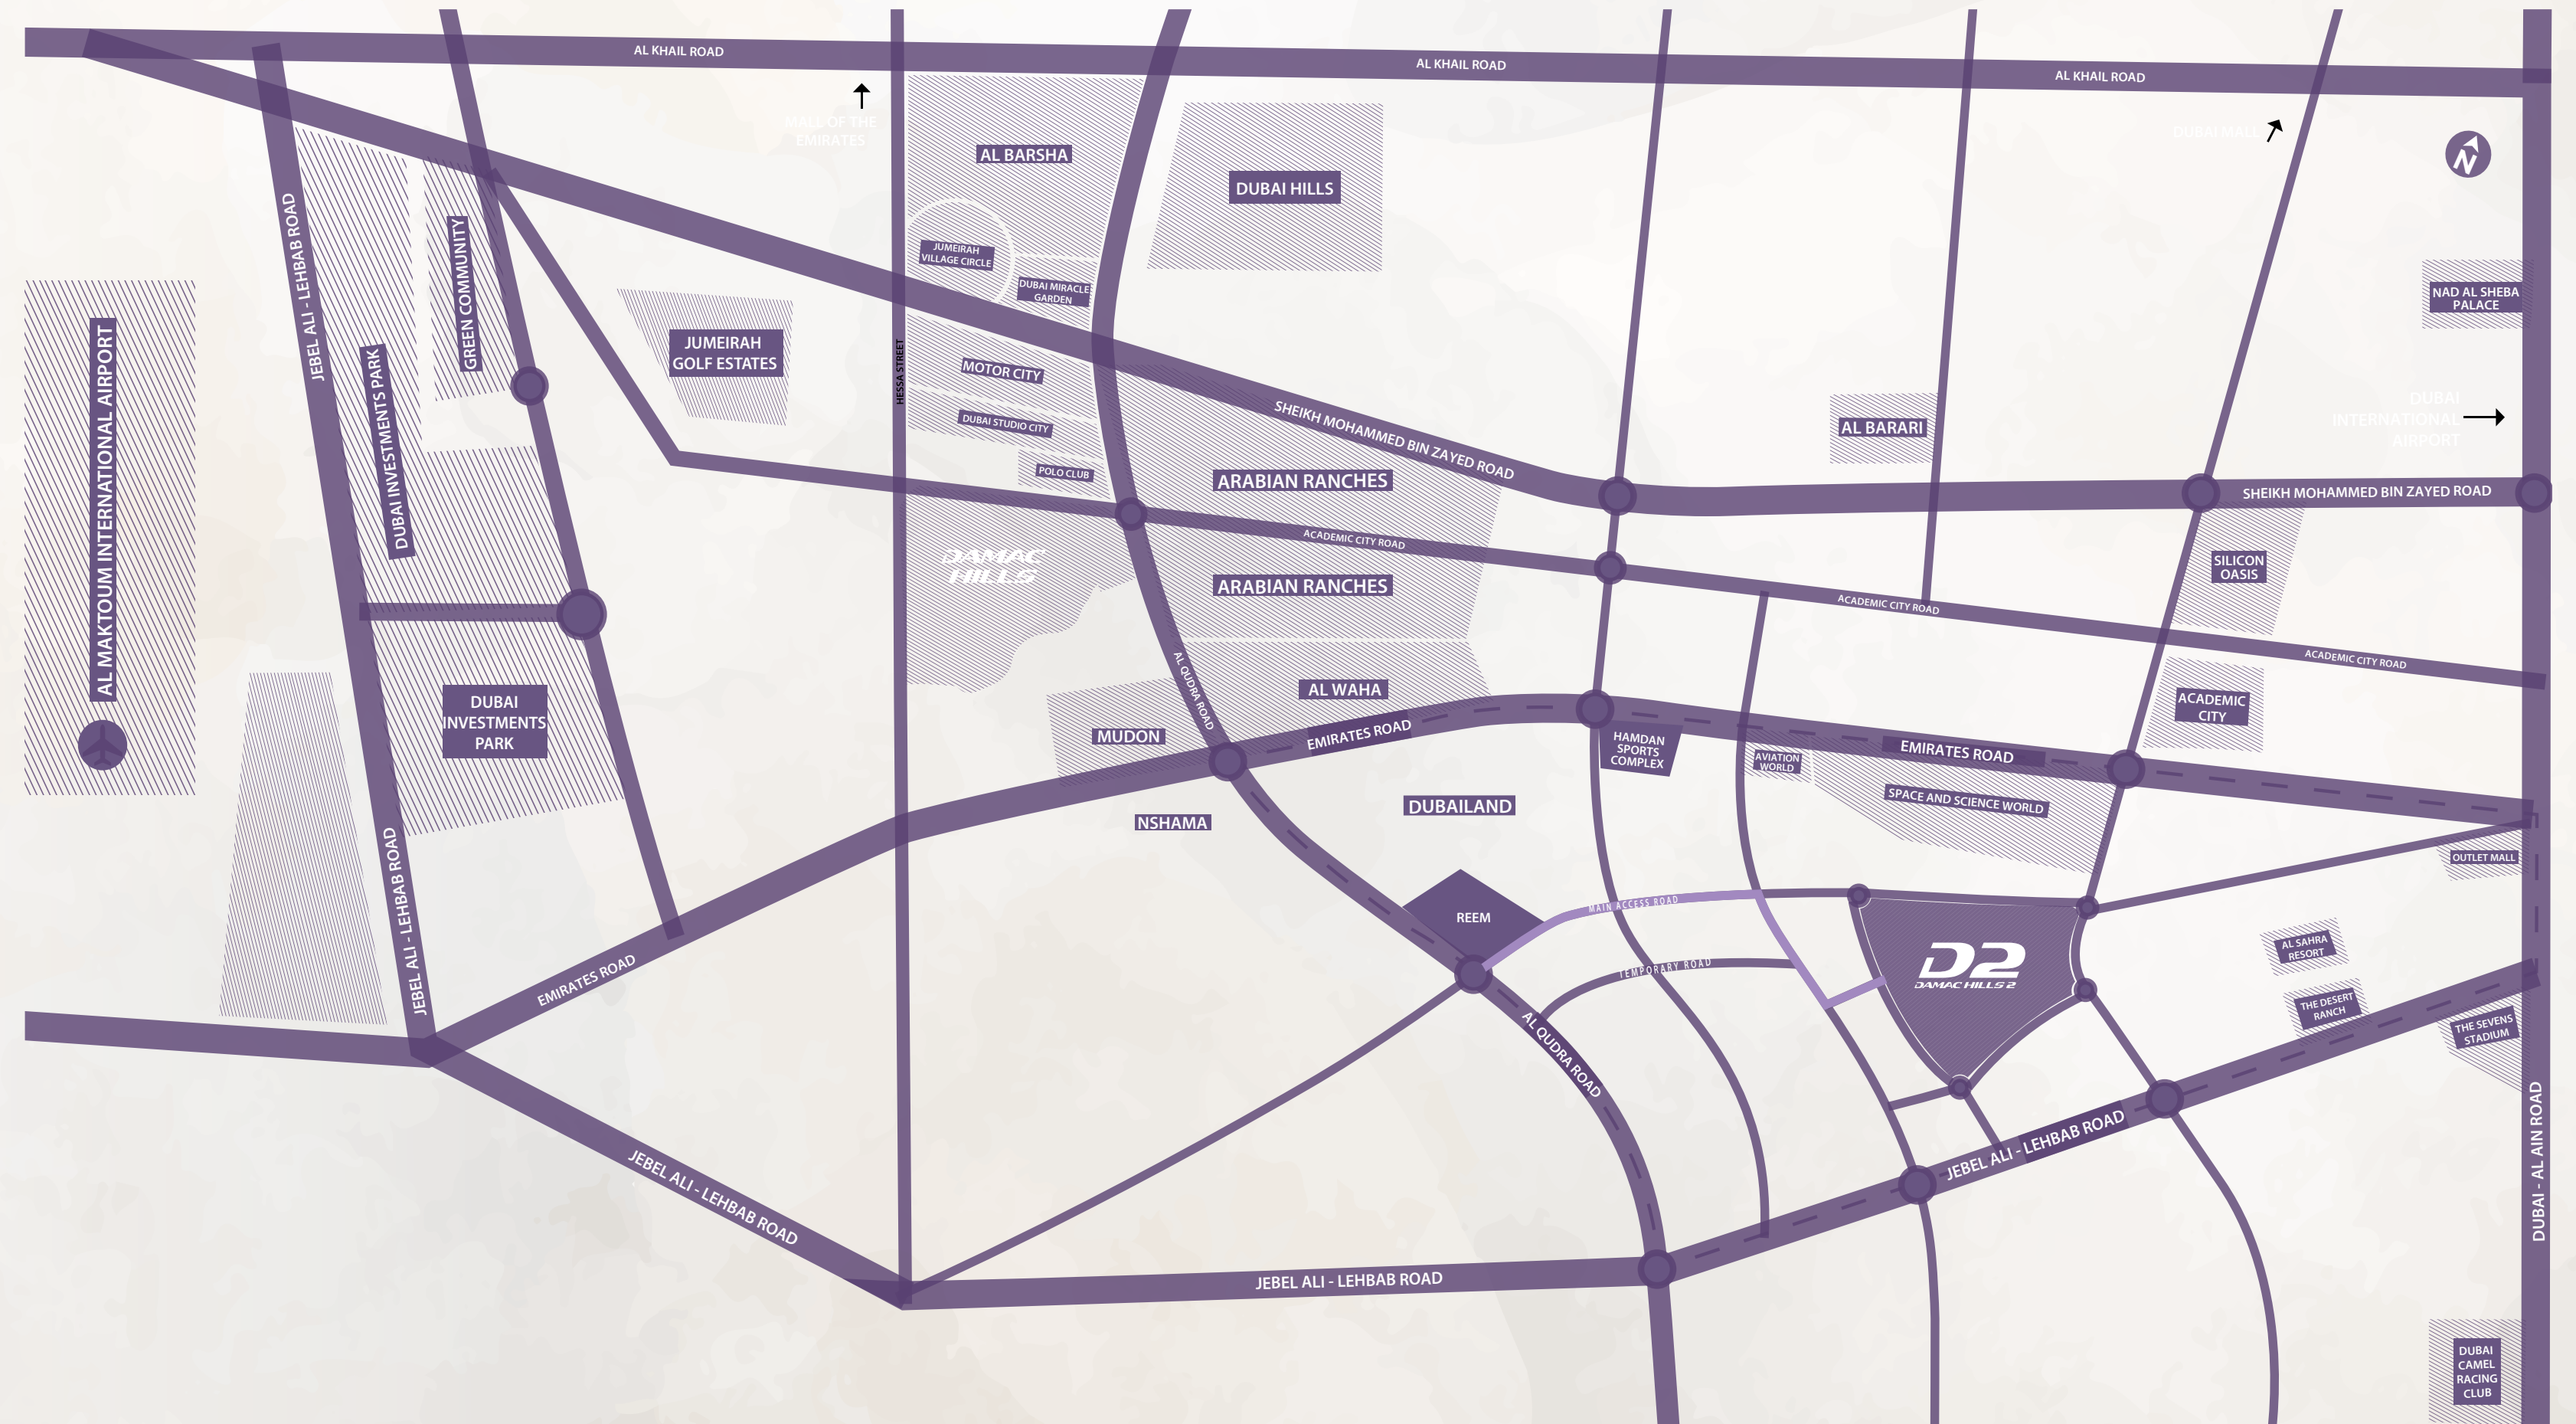 AL KHAIL ROAD
AL KHAIL ROAD
AL KHAIL ROAD
MALL OF THE
EMIRATES
DUBAI MALL
N
AL BARSHA
DUBAI HILLS
JEBEL ALI - LEHBAB ROAD
GREEN COMMUNITY
JUMEIRAH
VILLAGE CIRCLE
DUBAI MIRACLE
GARDEN
NAD AL SHEBA
PALACE
AL MAKTOUM INTERNATIONAL AIRPORT
DUBAI INVESTMENTS PARK
JUMEIRAH
GOLF ESTATES
HESSA STREET
MOTOR CITY
DUBAI STUDIO CITY
POLO CLUB
SHEIKH MOHAMMED BIN ZAYED ROAD
AL BARARI
DUBAI
INTERNATIONAL
AIRPORT
ARABIAN RANCHES
SHEIKH MOHAMMED BIN ZAYED ROAD
ACADEMIC CITY ROAD
DAMAC
HILLS
ARABIAN RANCHES
SILICON
OASIS
ACADEMIC CITY ROAD
ACADEMIC CITY ROAD
AL QUDRA ROAD
AL WAHA
DUBAI
INVESTMENTS
PARK
ACADEMIC
CITY
MUDON
EMIRATES ROAD
HAMDAN
SPORTS
COMPLEX
AVIATION
WORLD
EMIRATES ROAD
SPACE AND SCIENCE WORLD
NSHAMA
DUBAILAND
OUTLET MALL
JEBEL ALI - LEHBAB ROAD
REEM
MAIN ACCESS ROAD
EMIRATES ROAD
TEMPORARY ROAD
D2
DAMAC HILLS 2
AL SAHRA
RESORT
THE DESERT
RANCH
THE SEVENS
STADIUM
AL QUDRA ROAD
JEBEL ALI - LEHBAB ROAD
JEBEL ALI - LEHBAB ROAD
DUBAI - AL AIN ROAD
JEBEL ALI - LEHBAB ROAD
DUBAI
CAMEL
RACING
CLUB